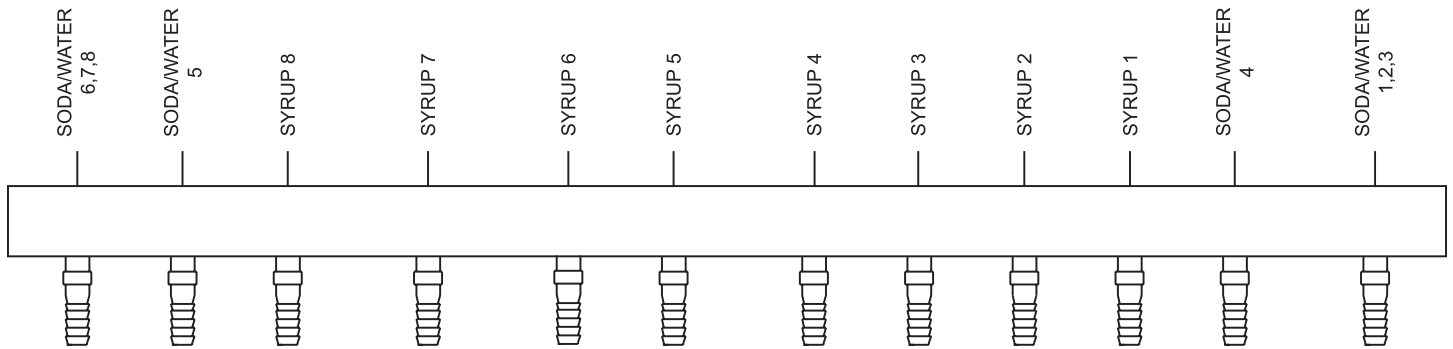 SODA/WATER
6,7,8
SODA/WATER
5
SYRUP 8
SYRUP 7
SYRUP 6
SYRUP 5
SYRUP 4
SYRUP 3
SYRUP 2
SYRUP 1
SODA/WATER
4
SODA/WATER
1,2,3